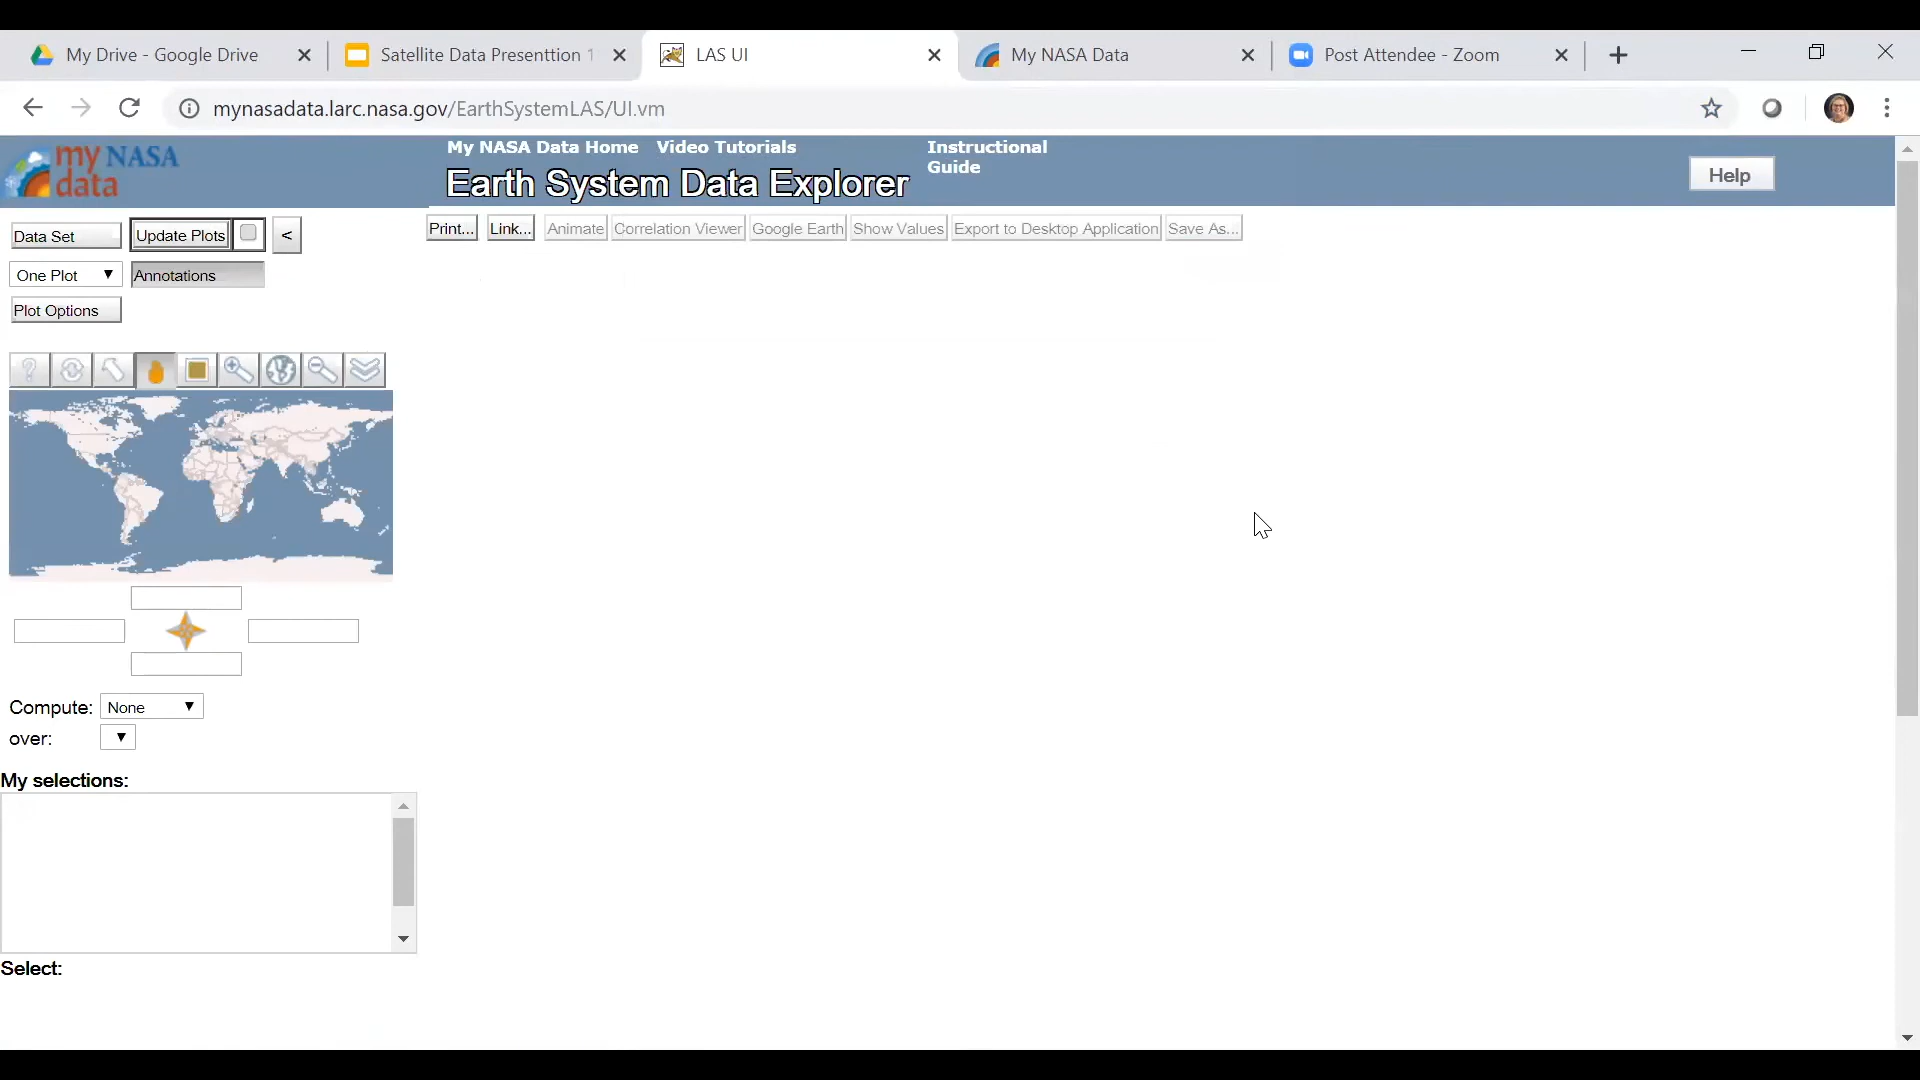 My Drive - Google Drive
Satellite Data Presenttion 1
LAS UI
My NASA Data
Post Attendee - Zoom
mynasadata.larc.nasa.gov/EarthSystemLAS/UI.vm
my NASA data
My NASA Data Home
Video Tutorials
Instructional Guide
Earth System Data Explorer
Help
Data Set
Update Plots
<
Print...
Link...
Animate
Correlation Viewer
Google Earth
Show Values
Export to Desktop Application
Save As...
One Plot
Annotations
Plot Options
?
Compute:
None
over:
My selections:
Select: